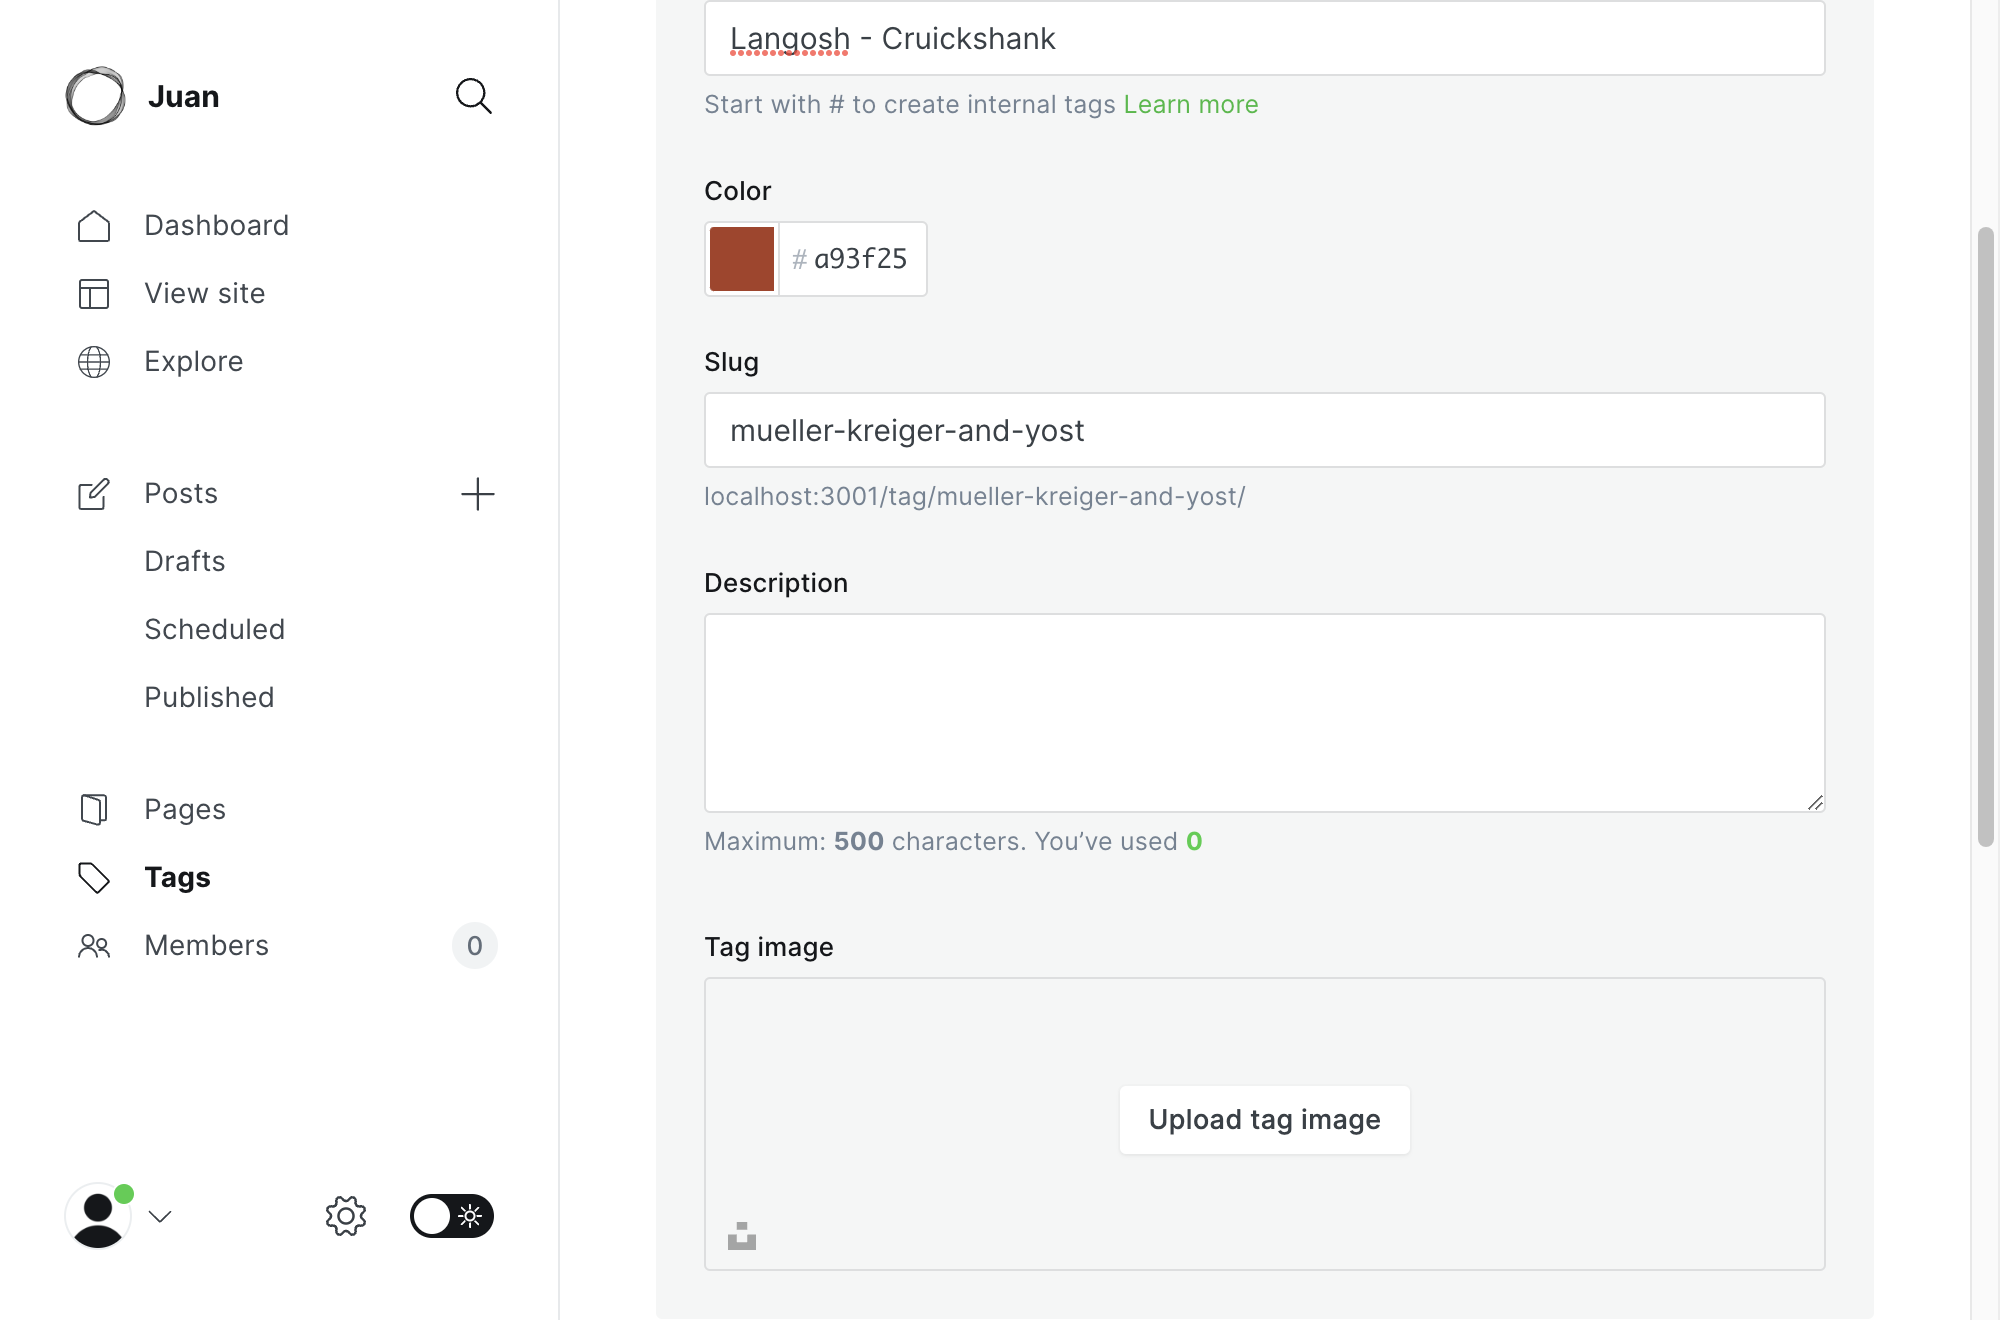 Juan
Dashboard
View site
Explore
Posts
Drafts
Scheduled
Published
Pages
Tags
Members
0
Langosh - Cruickshank
Start with # to create internal tags Learn more
Color
# a93f25
Slug
mueller-kreiger-and-yost
localhost:3001/tag/mueller-kreiger-and-yost/
Description
Maximum: 500 characters. You’ve used 0
Tag image
Upload tag image